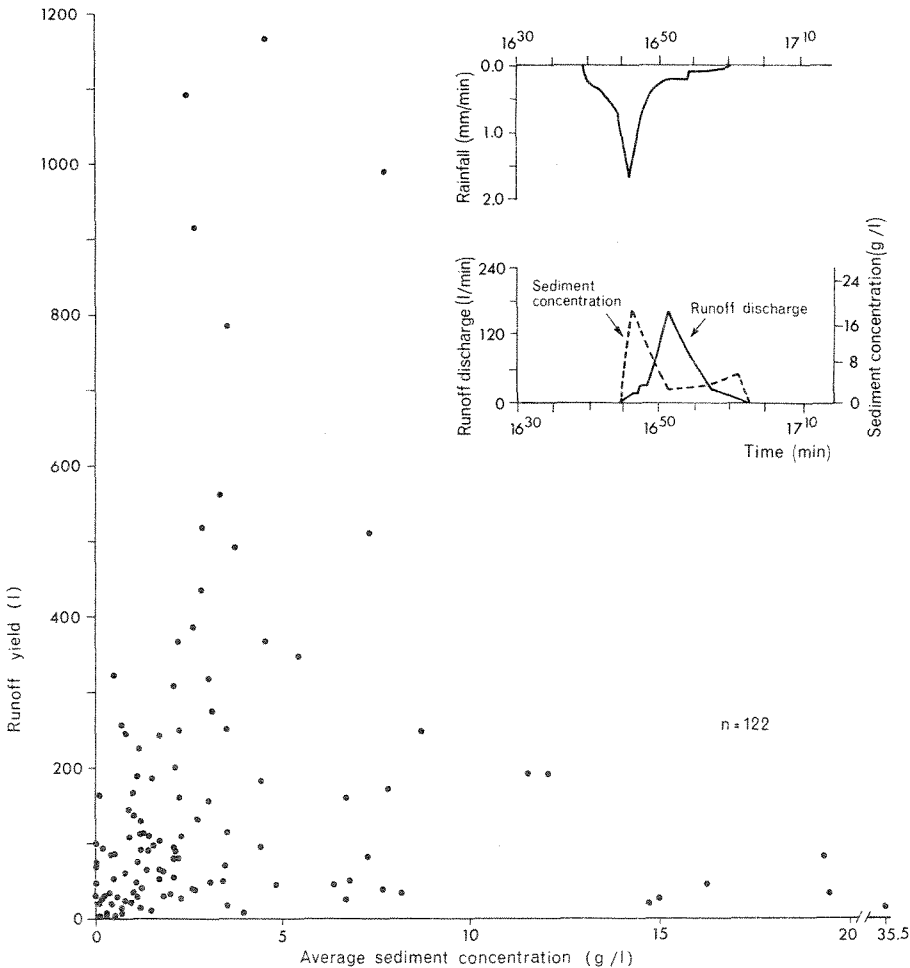 1200
1000
800
600
400
200
0
Runoff yield (l)
0 5 10 15 20 35.5
Average sediment concentration (g/l)
n = 122
16³⁰ 16⁵⁰ 17¹⁰
Rainfall (mm/min)
0.0
1.0
2.0
Runoff discharge (l/min)
240
120
0
Sediment concentration
Runoff discharge
Sediment concentration (g/l)
24
16
8
0
16³⁰ 16⁵⁰ 17¹⁰
Time (min)